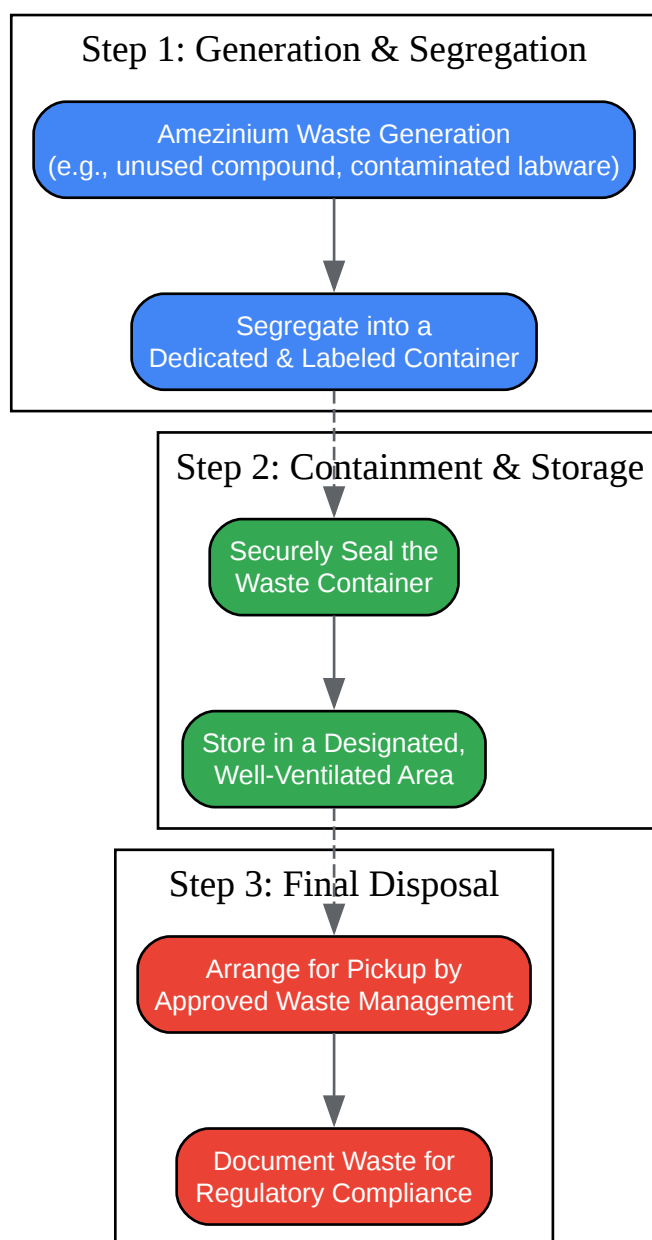 Step 1: Generation & Segregation
Amezinium Waste Generation
(e.g., unused compound, contaminated labware)
Segregate into a
Dedicated & Labeled Container
Step 2: Containment & Storage
Securely Seal the
Waste Container
Store in a Designated,
Well-Ventilated Area
Step 3: Final Disposal
Arrange for Pickup by
Approved Waste Management
Document Waste for
Regulatory Compliance